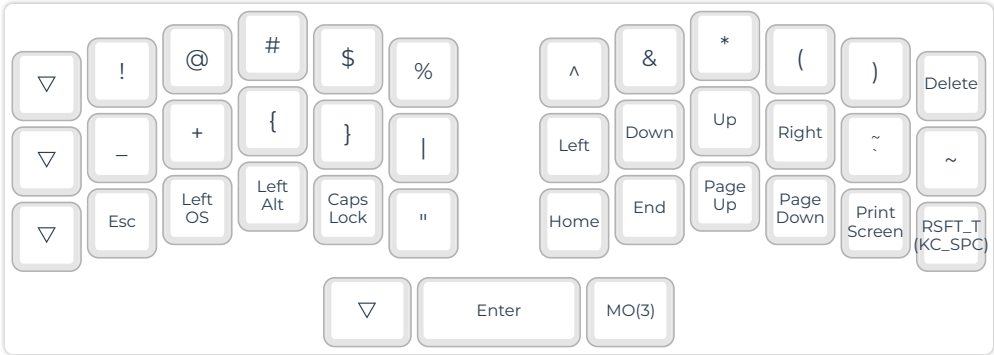 ▽ ! @ # $ % ^ & * ( ) Delete
▽ _ + { } | Left Down Up Right ~
` ~
▽ Esc Left
OS Left
Alt Caps
Lock " Home End Page
Up Page
Down Print
Screen RSFT_T
(KC_SPC)
▽ Enter MO(3)